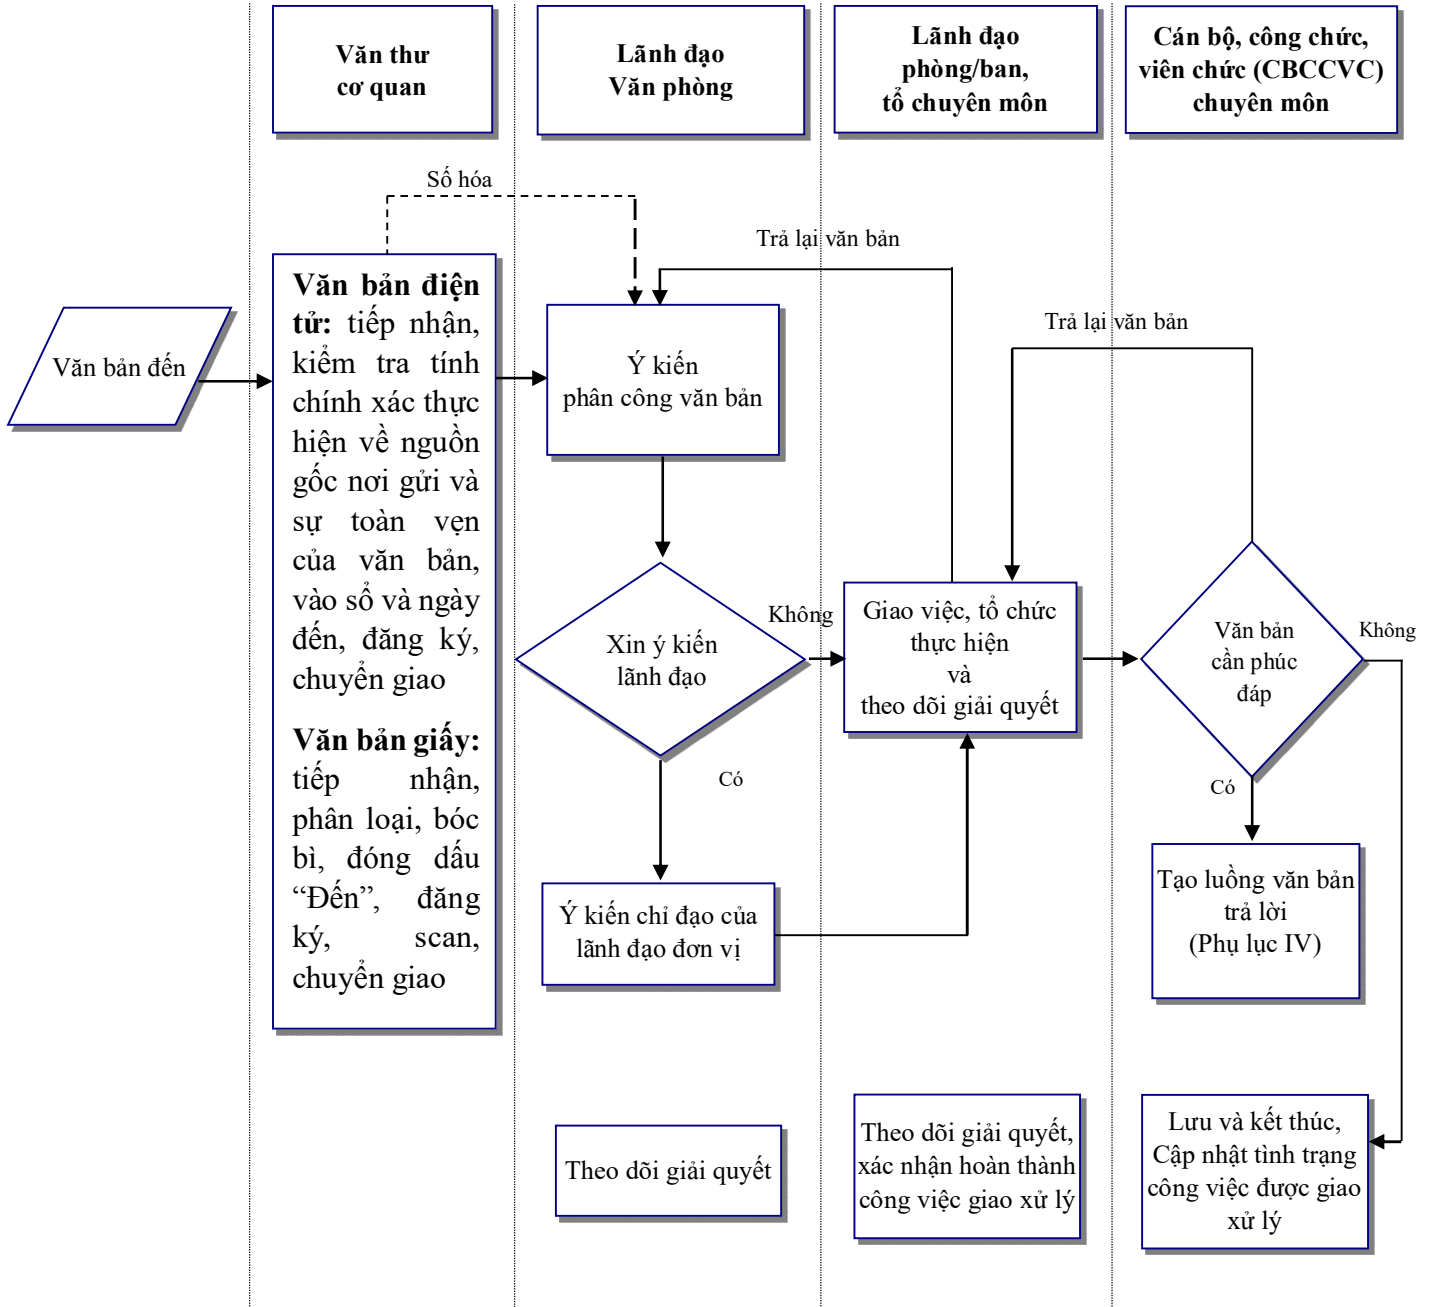 Văn thư
cơ quan
Lãnh đạo
Văn phòng
Lãnh đạo
phòng/ban,
tổ chuyên môn
Cán bộ, công chức,
viên chức (CBCCVC)
chuyên môn
Số hóa
Trả lại văn bản
Trả lại văn bản
Văn bản đến
Văn bản điện
tử: tiếp nhận,
kiểm tra tính
chính xác thực
hiện về nguồn
gốc nơi gửi và
sự toàn vẹn
của văn bản,
vào sổ và ngày
đến, đăng ký,
chuyển giao
Văn bản giấy:
tiếp nhận,
phân loại, bóc
bì, đóng dấu
“Đến”, đăng
ký, scan,
chuyển giao
Ý kiến
phân công văn bản
Xin ý kiến
lãnh đạo
Không
Có
Ý kiến chỉ đạo của
lãnh đạo đơn vị
Giao việc, tổ chức
thực hiện
và
theo dõi giải quyết
Văn bản
cần phúc
đáp
Không
Có
Tạo luồng văn bản
trả lời
(Phụ lục IV)
Theo dõi giải quyết
Theo dõi giải quyết,
xác nhận hoàn thành
công việc giao xử lý
Lưu và kết thúc,
Cập nhật tình trạng
công việc được giao
xử lý